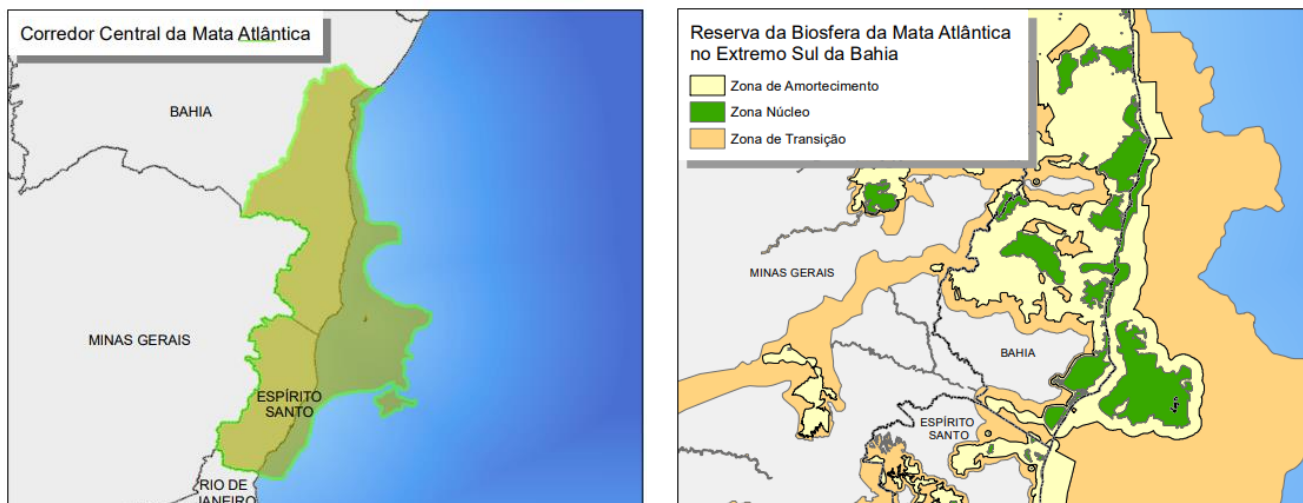 Corredor Central da Mata Atlântica
BAHIA
MINAS GERAIS
ESPÍRITO
SANTO
RIO DE
JANEIRO
Reserva da Biosfera da Mata Atlântica
no Extremo Sul da Bahia
Zona de Amortecimento
Zona Núcleo
Zona de Transição
MINAS GERAIS
BAHIA
ESPÍRITO
SANTO